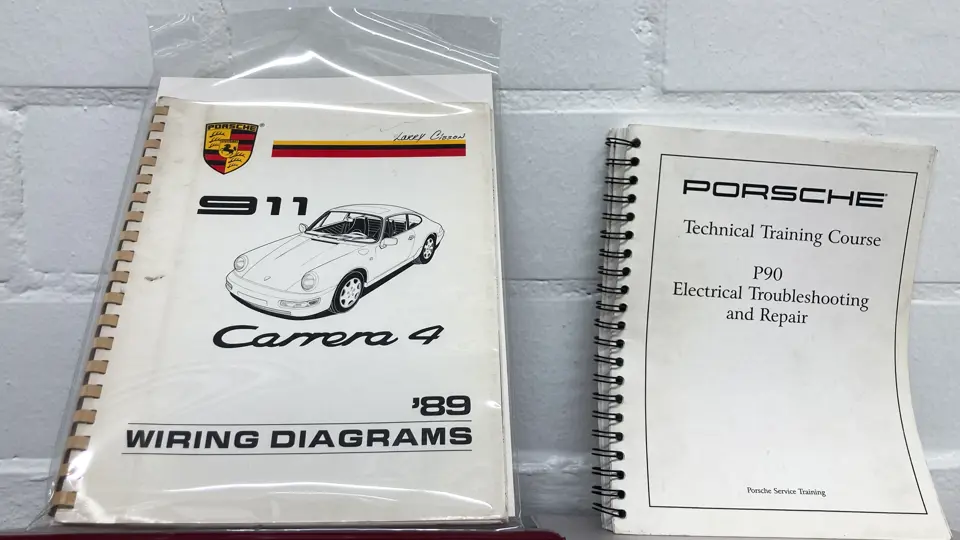 PORSCHE
911
Carrera 4
'89
WIRING DIAGRAMS
PORSCHE
Technical Training Course
P90
Electrical Troubleshooting
and Repair
Porsche Service Training